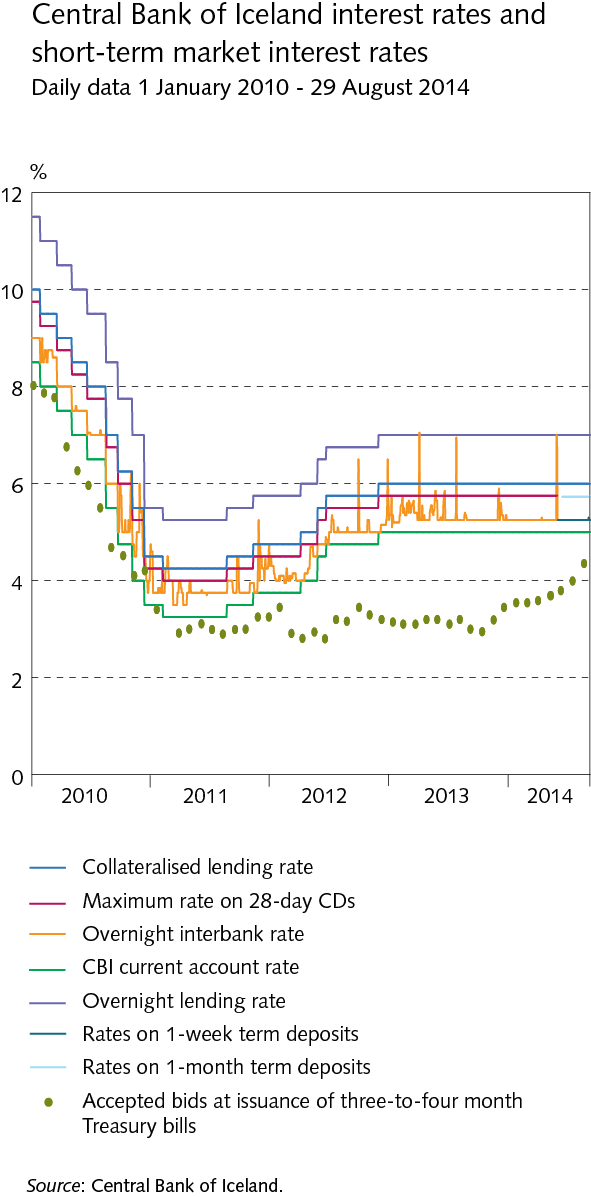 Central Bank of Iceland interest rates and
short-term market interest rates
Daily data 1 January 2010 - 29 August 2014
%
12
10
8
6
4
2
0
2010 2011 2012 2013 2014
Collateralised lending rate
Maximum rate on 28-day CDs
Overnight interbank rate
CBI current account rate
Overnight lending rate
Rates on 1-week term deposits
Rates on 1-month term deposits
Accepted bids at issuance of three-to-four month
Treasury bills
Source: Central Bank of Iceland.